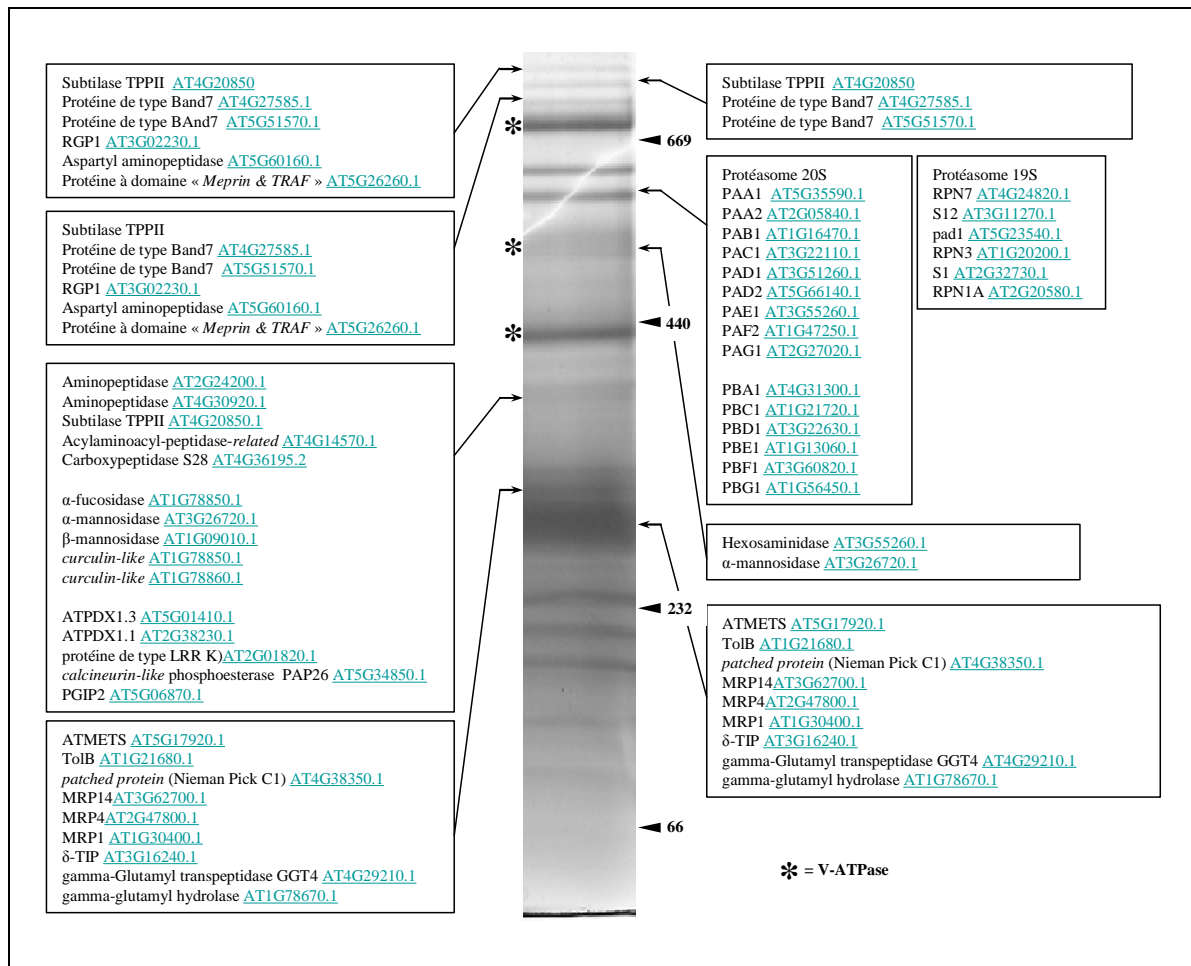 Subtilase TPPII AT4G20850
Protéine de type Band7 AT4G27585.1
Protéine de type BAnd7 AT5G51570.1
RGP1 AT3G02230.1
Aspartyl aminopeptidase AT5G60160.1
Protéine à domaine « Meprin & TRAF » AT5G26260.1
Subtilase TPPII
Protéine de type Band7 AT4G27585.1
Protéine de type Band7 AT5G51570.1
RGP1 AT3G02230.1
Aspartyl aminopeptidase AT5G60160.1
Protéine à domaine « Meprin & TRAF » AT5G26260.1
Aminopeptidase AT2G24200.1
Aminopeptidase AT4G30920.1
Subtilase TPPII AT4G20850.1
Acylaminoacyl-peptidase-related AT4G14570.1
Carboxypeptidase S28 AT4G36195.2
α-fucosidase AT1G78850.1
α-mannosidase AT3G26720.1
β-mannosidase AT1G09010.1
curculin-like AT1G78850.1
curculin-like AT1G78860.1
ATPDX1.3 AT5G01410.1
ATPDX1.1 AT2G38230.1
protéine de type LRR K)AT2G01820.1
calcineurin-like phosphoesterase PAP26 AT5G34850.1
PGIP2 AT5G06870.1
ATMETS AT5G17920.1
TolB AT1G21680.1
patched protein (Nieman Pick C1) AT4G38350.1
MRP14AT3G62700.1
MRP4AT2G47800.1
MRP1 AT1G30400.1
δ-TIP AT3G16240.1
gamma-Glutamyl transpeptidase GGT4 AT4G29210.1
gamma-glutamyl hydrolase AT1G78670.1
*
*
*
669
440
232
66
Subtilase TPPII AT4G20850
Protéine de type Band7 AT4G27585.1
Protéine de type Band7 AT5G51570.1
Protéasome 20S
PAA1 AT5G35590.1
PAA2 AT2G05840.1
PAB1 AT1G16470.1
PAC1 AT3G22110.1
PAD1 AT3G51260.1
PAD2 AT5G66140.1
PAE1 AT3G55260.1
PAF2 AT1G47250.1
PAG1 AT2G27020.1
PBA1 AT4G31300.1
PBC1 AT1G21720.1
PBD1 AT3G22630.1
PBE1 AT1G13060.1
PBF1 AT3G60820.1
PBG1 AT1G56450.1
Protéasome 19S
RPN7 AT4G24820.1
S12 AT3G11270.1
pad1 AT5G23540.1
RPN3 AT1G20200.1
S1 AT2G32730.1
RPN1A AT2G20580.1
Hexosaminidase AT3G55260.1
α-mannosidase AT3G26720.1
ATMETS AT5G17920.1
TolB AT1G21680.1
patched protein (Nieman Pick C1) AT4G38350.1
MRP14AT3G62700.1
MRP4AT2G47800.1
MRP1 AT1G30400.1
δ-TIP AT3G16240.1
gamma-Glutamyl transpeptidase GGT4 AT4G29210.1
gamma-glutamyl hydrolase AT1G78670.1
* = V-ATPase